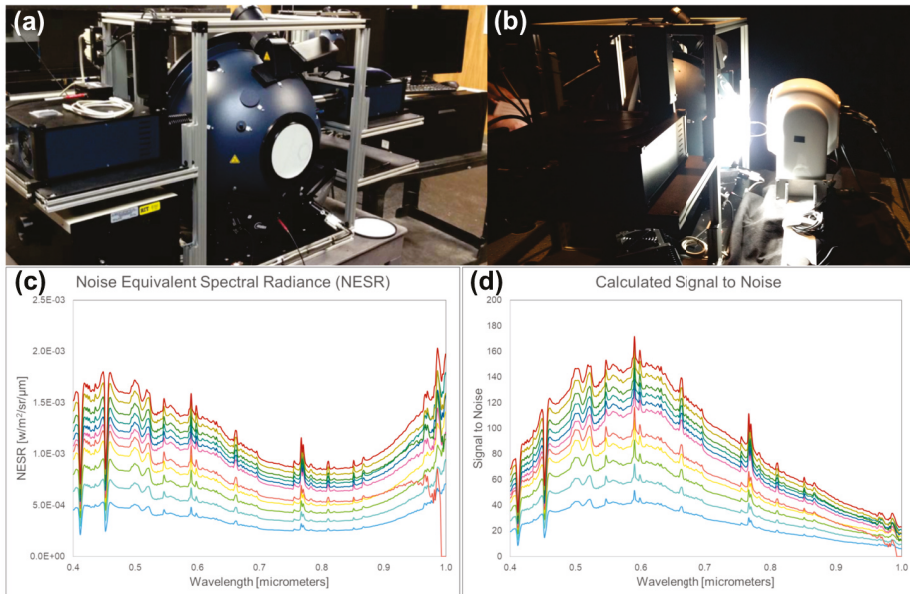 (a)
(b)
(c)
Noise Equivalent Spectral Radiance (NESR)
2.5E-03
2.0E-03
1.5E-03
1.0E-03
5.0E-04
0.0E+00
NESR [w/m²/sr/µm]
0.4 0.5 0.6 0.7 0.8 0.9 1.0
Wavelength [micrometers]
(d)
Calculated Signal to Noise
200
180
160
140
120
100
80
60
40
20
0
Signal to Noise
0.4 0.5 0.6 0.7 0.8 0.9 1.0
Wavelength [micrometers]